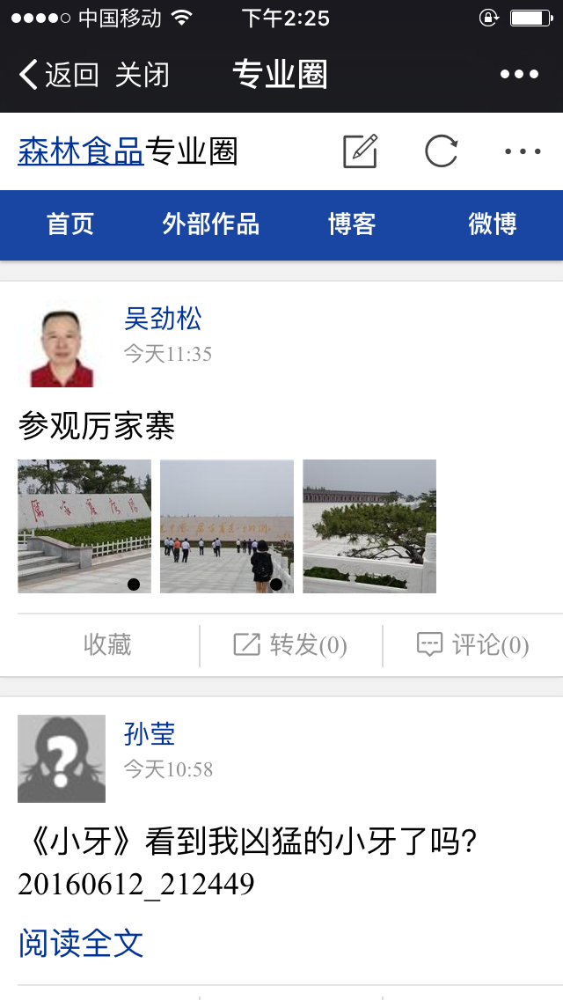 中国移动 下午2:25
返回 关闭 专业圈
森林食品专业圈
首页 外部作品 博客 微博
吴劲松
今天11:35
参观厉家寨
收藏 转发(0) 评论(0)
孙莹
今天10:58
《小牙》看到我凶猛的小牙了吗?
20160612_212449
阅读全文